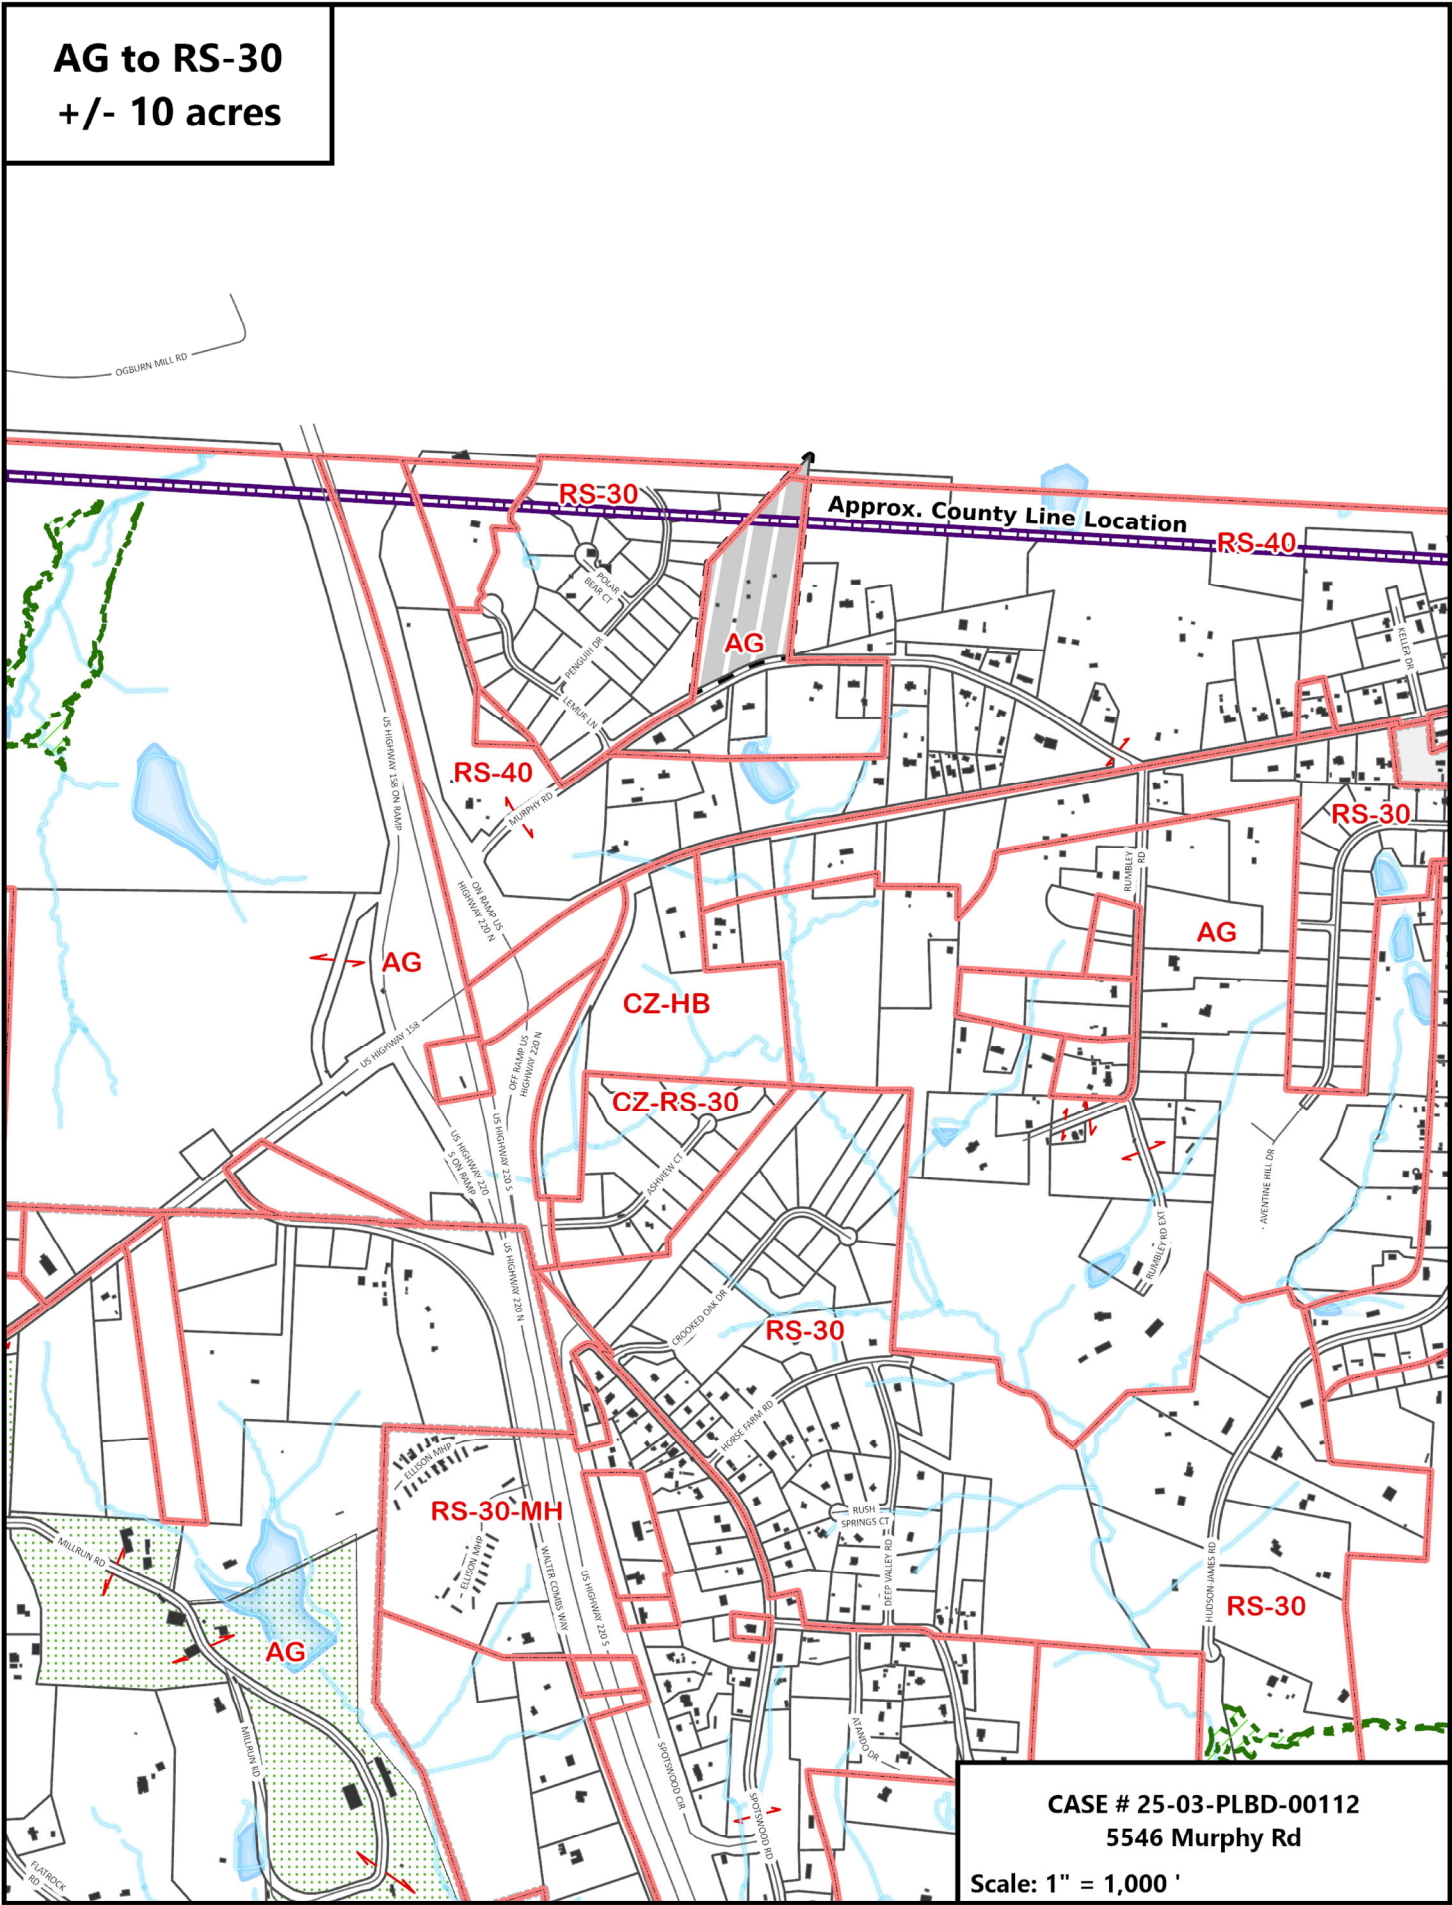 AG to RS-30
+/- 10 acres
OGBURN MILL RD
RS-30
Approx. County Line Location
RS-40
POLAR
BEAR CT
PENGUIN DR
LEMUR LN
AG
KELLER DR
US HIGHWAY 158 ON RAMP
RS-40
MURPHY RD
RS-30
RUMBLEY
RD
ON RAMP US
HIGHWAY 220 N
AG
AG
CZ-HB
US HIGHWAY 158
OFF RAMP US
HIGHWAY 220 N
CZ-RS-30
US HIGHWAY 220
S ON RAMP
US HIGHWAY 220 S
ASHVIEW CT
AVENTINE HILL DR
RUMBLEY RD EXT
US HIGHWAY 220 N
CROOKED OAK DR
RS-30
HORSE FARM RD
ELLISON MHP
RS-30-MH
RUSH
SPRINGS CT
MILLRUN RD
ELLISON MHP
WALTER COMBS WAY
US HIGHWAY 220 S
DEEP VALLEY RD
HUDSON-JAMES RD
RS-30
AG
MILLRUN RD
SPOTSWOOD CIR
ATANDO DR
SPOTSWOOD RD
FLATROCK
RD
CASE # 25-03-PLBD-00112
5546 Murphy Rd
Scale: 1" = 1,000 '